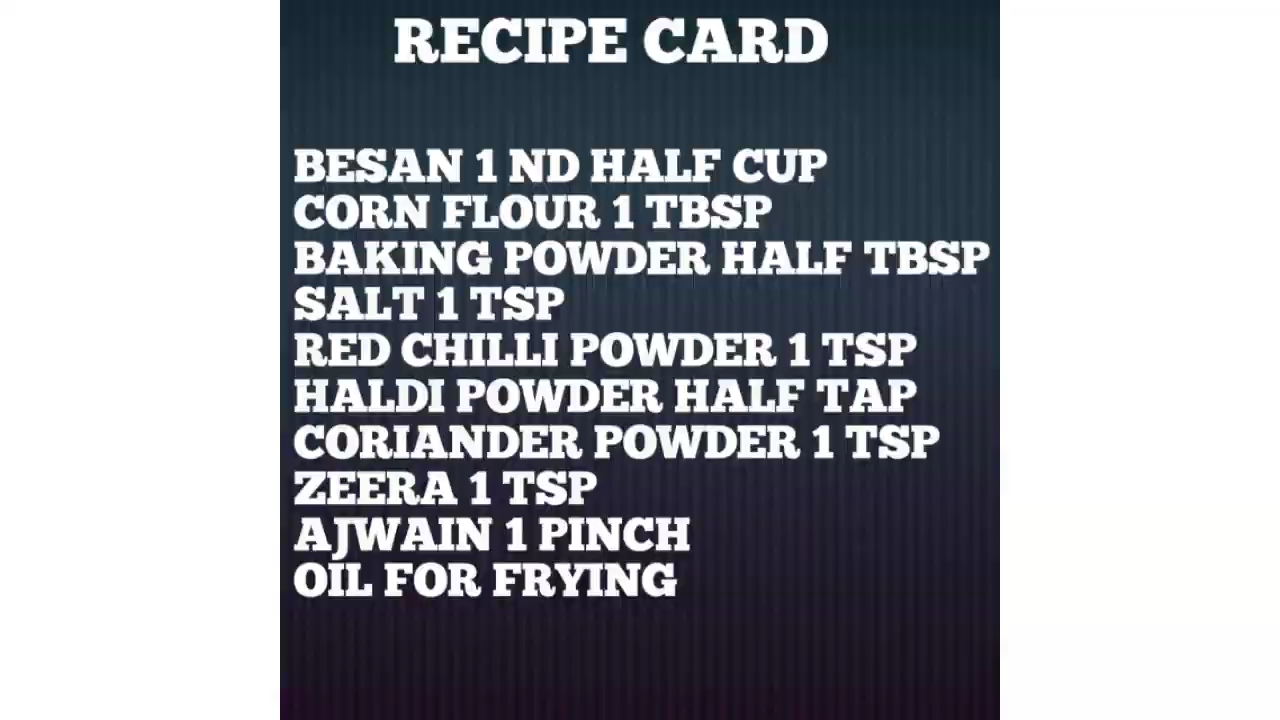 RECIPE CARD
BESAN 1 ND HALF CUP
CORN FLOUR 1 TBSP
BAKING POWDER HALF TBSP
SALT 1 TSP
RED CHILLI POWDER 1 TSP
HALDI POWDER HALF TAP
CORIANDER POWDER 1 TSP
ZEERA 1 TSP
AJWAIN 1 PINCH
OIL FOR FRYING